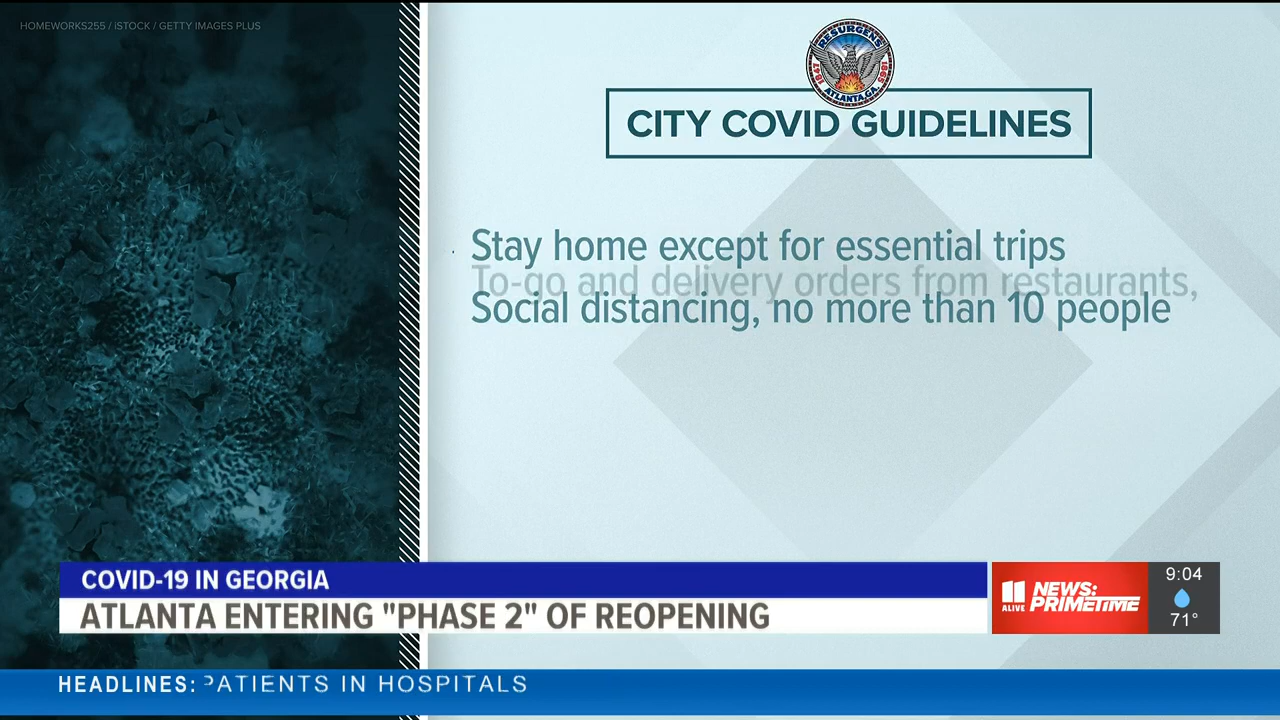 HOMEWORKS255 / iSTOCK / GETTY IMAGES PLUS
RESURGENS
1847 1865
ATLANTA, GA.
CITY COVID GUIDELINES
Stay home except for essential trips
To-go and delivery orders from restaurants,
Social distancing, no more than 10 people
COVID-19 IN GEORGIA
ATLANTA ENTERING "PHASE 2" OF REOPENING
11 ALIVE NEWS: PRIMETIME
9:04
71°
HEADLINES: PATIENTS IN HOSPITALS